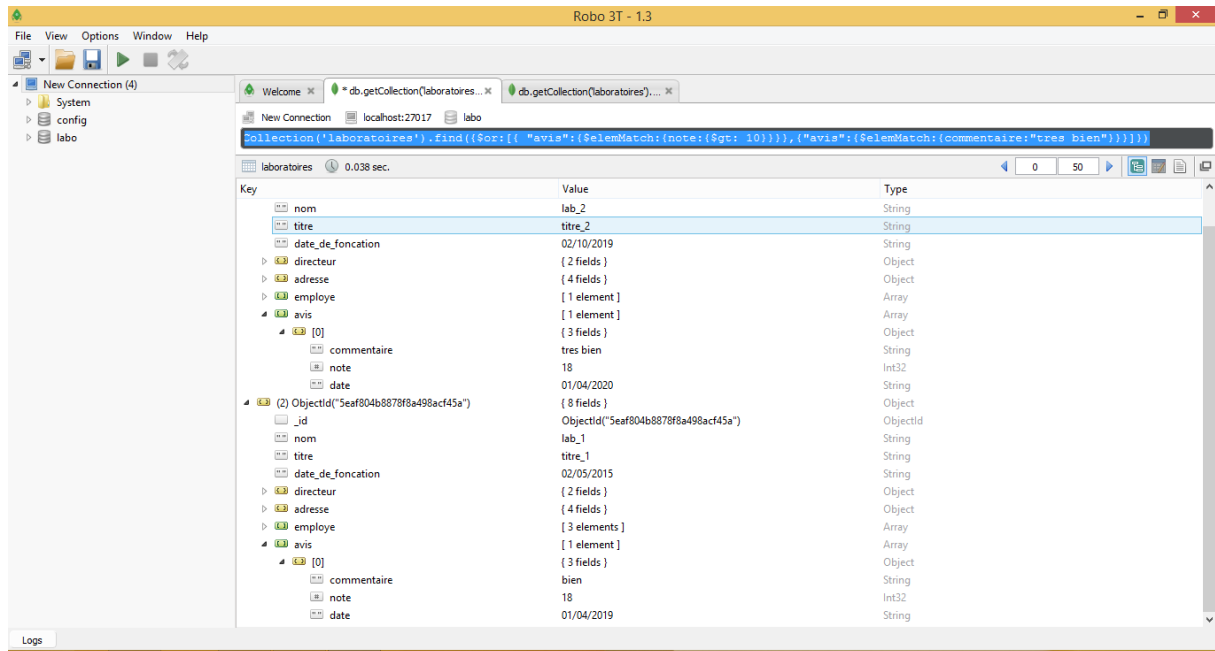 Robo 3T - 1.3
File View Options Window Help
New Connection (4)
System
config
labo
Welcome
* db.getCollection('laboratoires...
db.getCollection('laboratoires')....
New Connection localhost:27017 labo
Collection('laboratoires').find({$or:[{ "avis":{$elemMatch:{note:{$gt: 10}}}},{"avis":{$elemMatch:{commentaire:"tres bien"}}}]})
laboratoires 0.038 sec. 0 50
Key Value Type
nom lab_2 String
titre titre_2 String
date_de_foncation 02/10/2019 String
directeur { 2 fields } Object
adresse { 4 fields } Object
employe [ 1 element ] Array
avis [ 1 element ] Array
[0] { 3 fields } Object
commentaire tres bien String
note 18 Int32
date 01/04/2020 String
(2) ObjectId("5eaf804b8878f8a498acf45a") { 8 fields } Object
_id ObjectId("5eaf804b8878f8a498acf45a") ObjectId
nom lab_1 String
titre titre_1 String
date_de_foncation 02/05/2015 String
directeur { 2 fields } Object
adresse { 4 fields } Object
employe [ 3 elements ] Array
avis [ 1 element ] Array
[0] { 3 fields } Object
commentaire bien String
note 18 Int32
date 01/04/2019 String
Logs